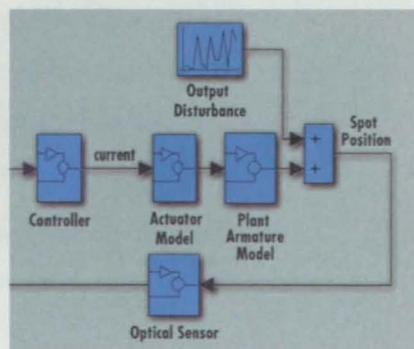 Output
Disturbance
Spot
Position
+
+
current
Controller
Actuator
Model
Plant
Armature
Model
Optical Sensor